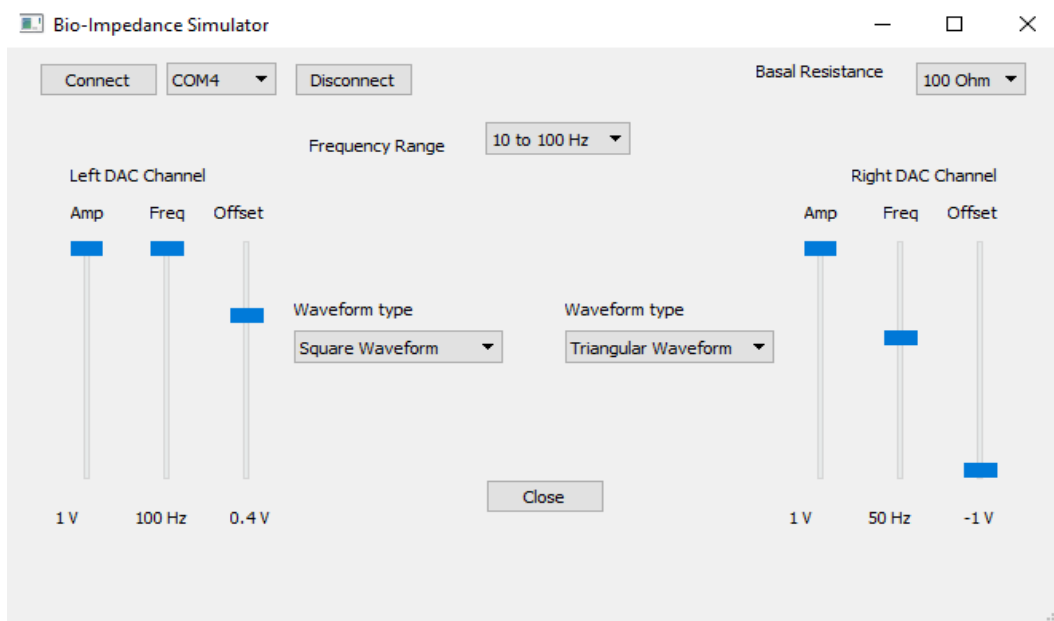 Bio-Impedance Simulator
Connect COM4 Disconnect Basal Resistance 100 Ohm
Frequency Range 10 to 100 Hz
Left DAC Channel Right DAC Channel
Amp Freq Offset Amp Freq Offset
Waveform type Waveform type
Square Waveform Triangular Waveform
Close
1 V 100 Hz 0.4 V 1 V 50 Hz -1 V